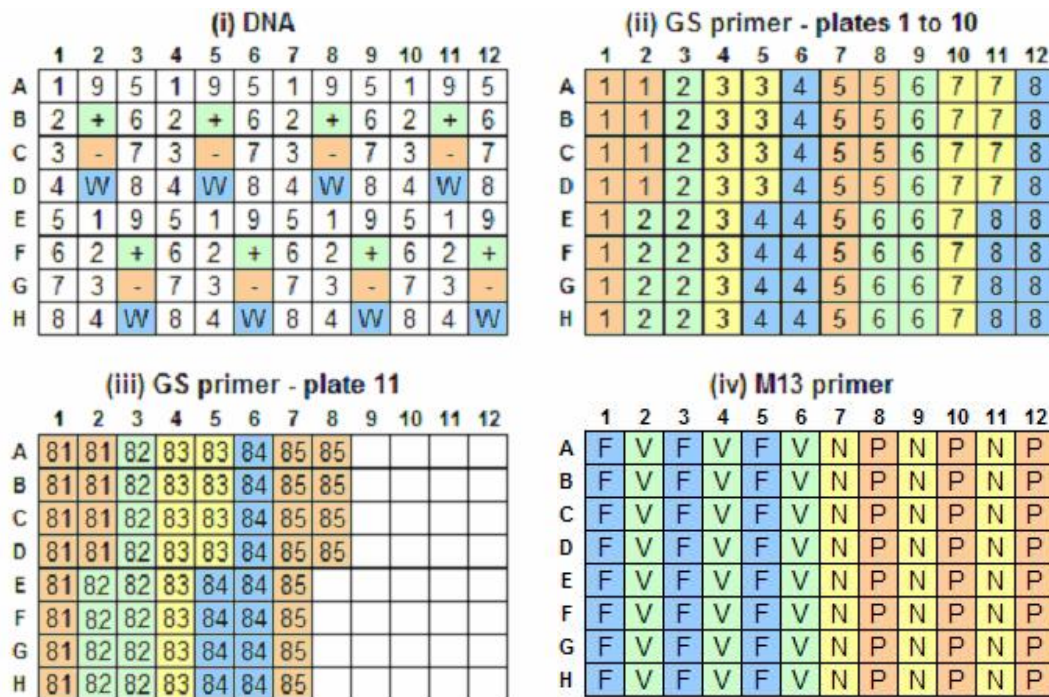 (i) DNA
1 2 3 4 5 6 7 8 9 10 11 12
A 1 9 5 1 9 5 1 9 5 1 9 5
B 2 + 6 2 + 6 2 + 6 2 + 6
C 3 - 7 3 - 7 3 - 7 3 - 7
D 4 W 8 4 W 8 4 W 8 4 W 8
E 5 1 9 5 1 9 5 1 9 5 1 9
F 6 2 + 6 2 + 6 2 + 6 2 +
G 7 3 - 7 3 - 7 3 - 7 3 -
H 8 4 W 8 4 W 8 4 W 8 4 W
(ii) GS primer - plates 1 to 10
1 2 3 4 5 6 7 8 9 10 11 12
A 1 1 2 3 3 4 5 5 6 7 7 8
B 1 1 2 3 3 4 5 5 6 7 7 8
C 1 1 2 3 3 4 5 5 6 7 7 8
D 1 1 2 3 3 4 5 5 6 7 7 8
E 1 2 2 3 4 4 5 6 6 7 8 8
F 1 2 2 3 4 4 5 6 6 7 8 8
G 1 2 2 3 4 4 5 6 6 7 8 8
H 1 2 2 3 4 4 5 6 6 7 8 8
(iii) GS primer - plate 11
1 2 3 4 5 6 7 8 9 10 11 12
A 81 81 82 83 83 84 85 85
B 81 81 82 83 83 84 85 85
C 81 81 82 83 83 84 85 85
D 81 81 82 83 83 84 85 85
E 81 82 82 83 84 84 85
F 81 82 82 83 84 84 85
G 81 82 82 83 84 84 85
H 81 82 82 83 84 84 85
(iv) M13 primer
1 2 3 4 5 6 7 8 9 10 11 12
A F V F V F V N P N P N P
B F V F V F V N P N P N P
C F V F V F V N P N P N P
D F V F V F V N P N P N P
E F V F V F V N P N P N P
F F V F V F V N P N P N P
G F V F V F V N P N P N P
H F V F V F V N P N P N P